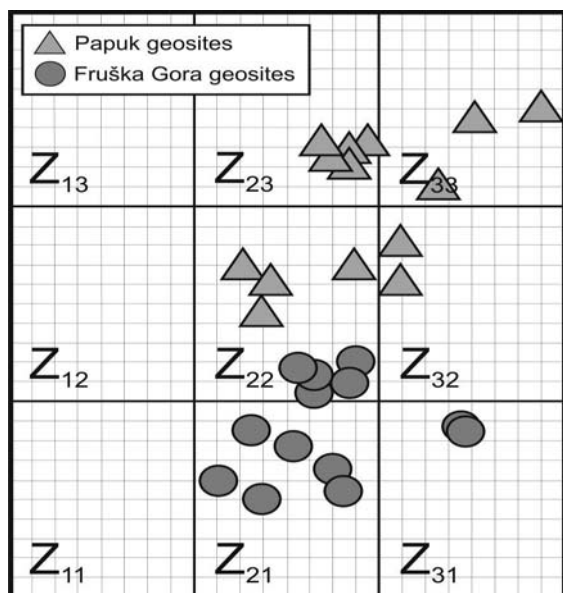 Papuk geosites
Fruška Gora geosites
Z13 Z23 Z33
Z12 Z22 Z32
Z11 Z21 Z31